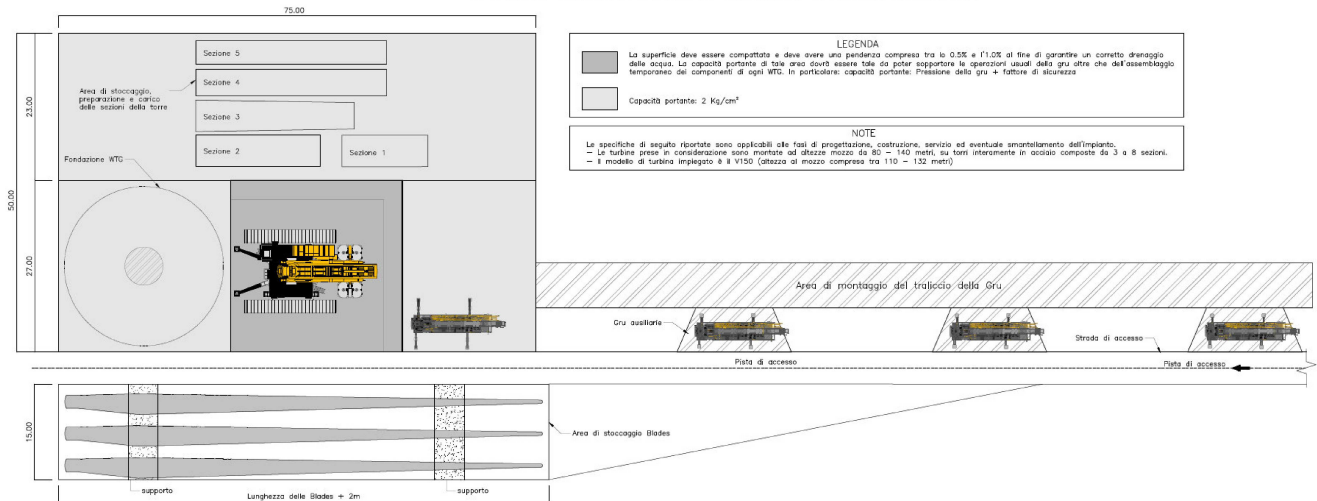 75.00
50.00
23.00
27.00
Sezione 5
Sezione 4
Sezione 3
Sezione 2
Sezione 1
Area di stoccaggio,
preparazione e carico
delle sezioni della torre
Fondazione WTG
LEGENDA
La superficie deve essere compattata e deve avere una pendenza compresa tra lo 0.5% e l'1.0% al fine di garantire un corretto drenaggio
delle acqua. La capacità portante di tale area dovrà essere tale da poter sopportare le operazioni usuali della gru oltre che dell'assemblaggio
temporaneo dei componenti di ogni WTG. In particolare: capacità portante: Pressione della gru + fattore di sicurezza
Capacità portante: 2 Kg/cm²
NOTE
Le specifiche di seguito riportate sono applicabili alle fasi di progettazione, costruzione, servizio ed eventuale smantellamento dell'impianto.
– Le turbine prese in considerazione sono montate ad altezze mozzo da 80 – 140 metri, su torri interamente in acciaio composte da 3 a 8 sezioni.
– Il modello di turbina impiegato è il V150 (altezza al mozzo compresa tra 110 – 132 metri)
Area di montaggio del traliccio della Gru
Gru ausiliarie
Strada di accesso
Pista di accesso
Pista di accesso
15.00
Area di stoccaggio Blades
supporto
supporto
Lunghezza delle Blades + 2m